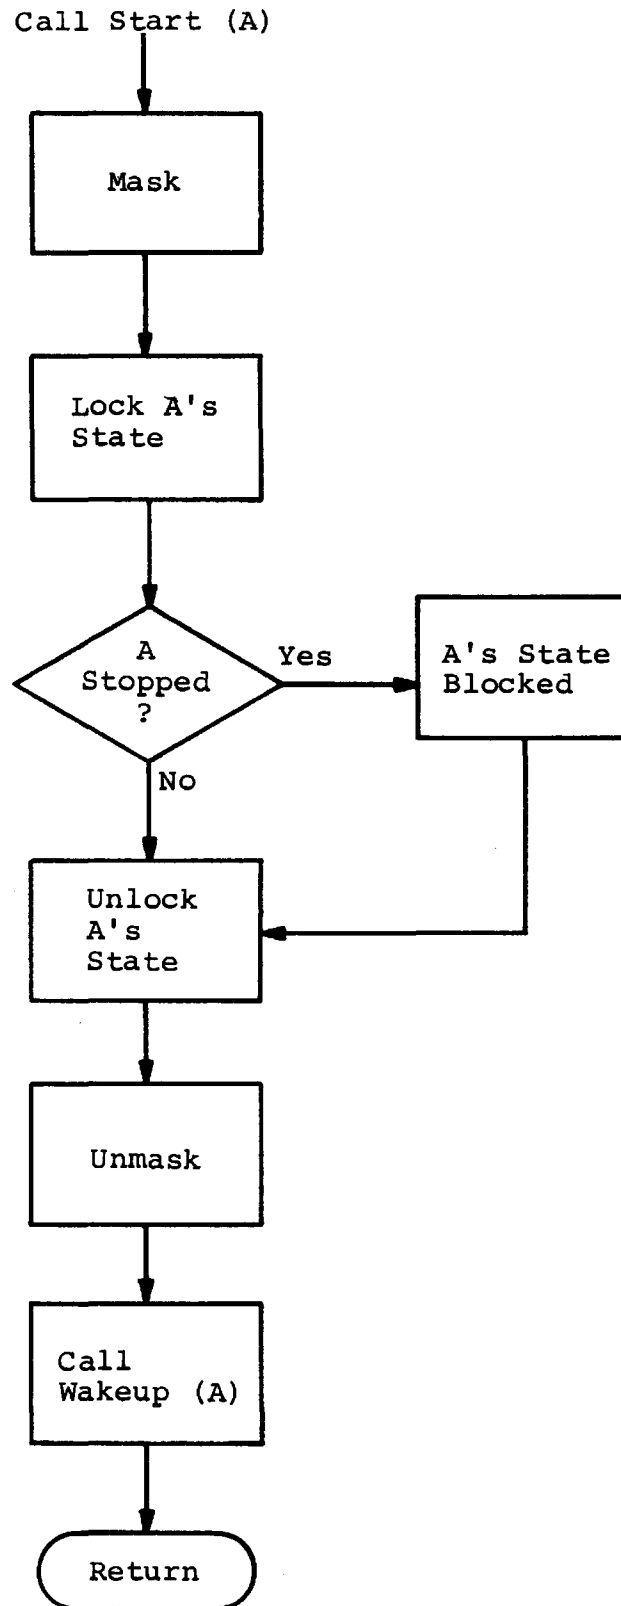 Call Start (A)
Mask
Lock A's
State
A
Stopped
?
Yes
A's State
Blocked
No
Unlock
A's
State
Unmask
Call
Wakeup (A)
Return